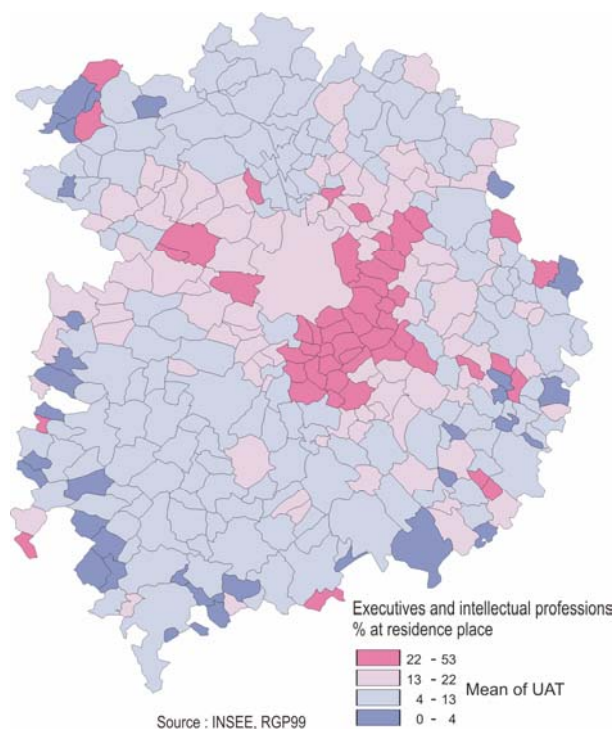 Executives and intellectual professions
% at residence place
22 - 53
13 - 22
4 - 13
0 - 4
Mean of UAT
Source : INSEE, RGP99